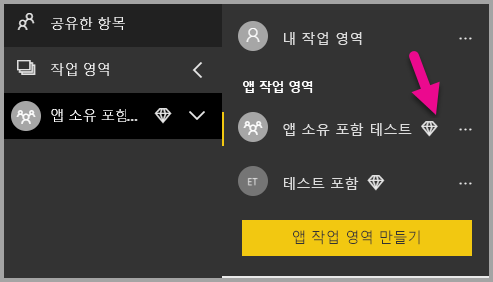 공유한 항목
작업 영역
앱 소유 포함...
내 작업 영역
앱 작업 영역
앱 소유 포함 테스트
ET
테스트 포함
앱 작업 영역 만들기